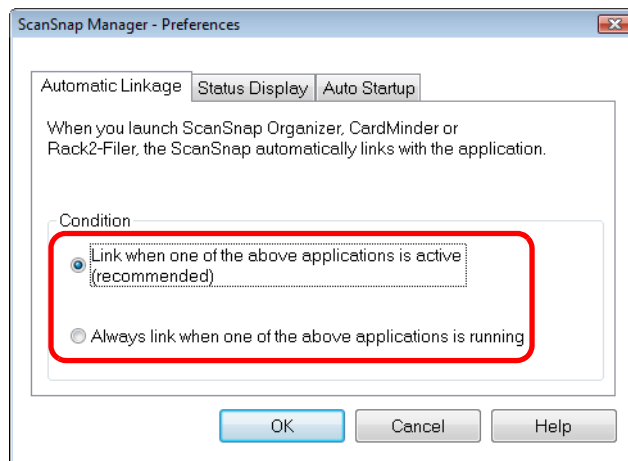 ScanSnap Manager - Preferences
Automatic Linkage Status Display Auto Startup
When you launch ScanSnap Organizer, CardMinder or
Rack2-Filer, the ScanSnap automatically links with the application.
Condition
Link when one of the above applications is active
(recommended)
Always link when one of the above applications is running
OK Cancel Help